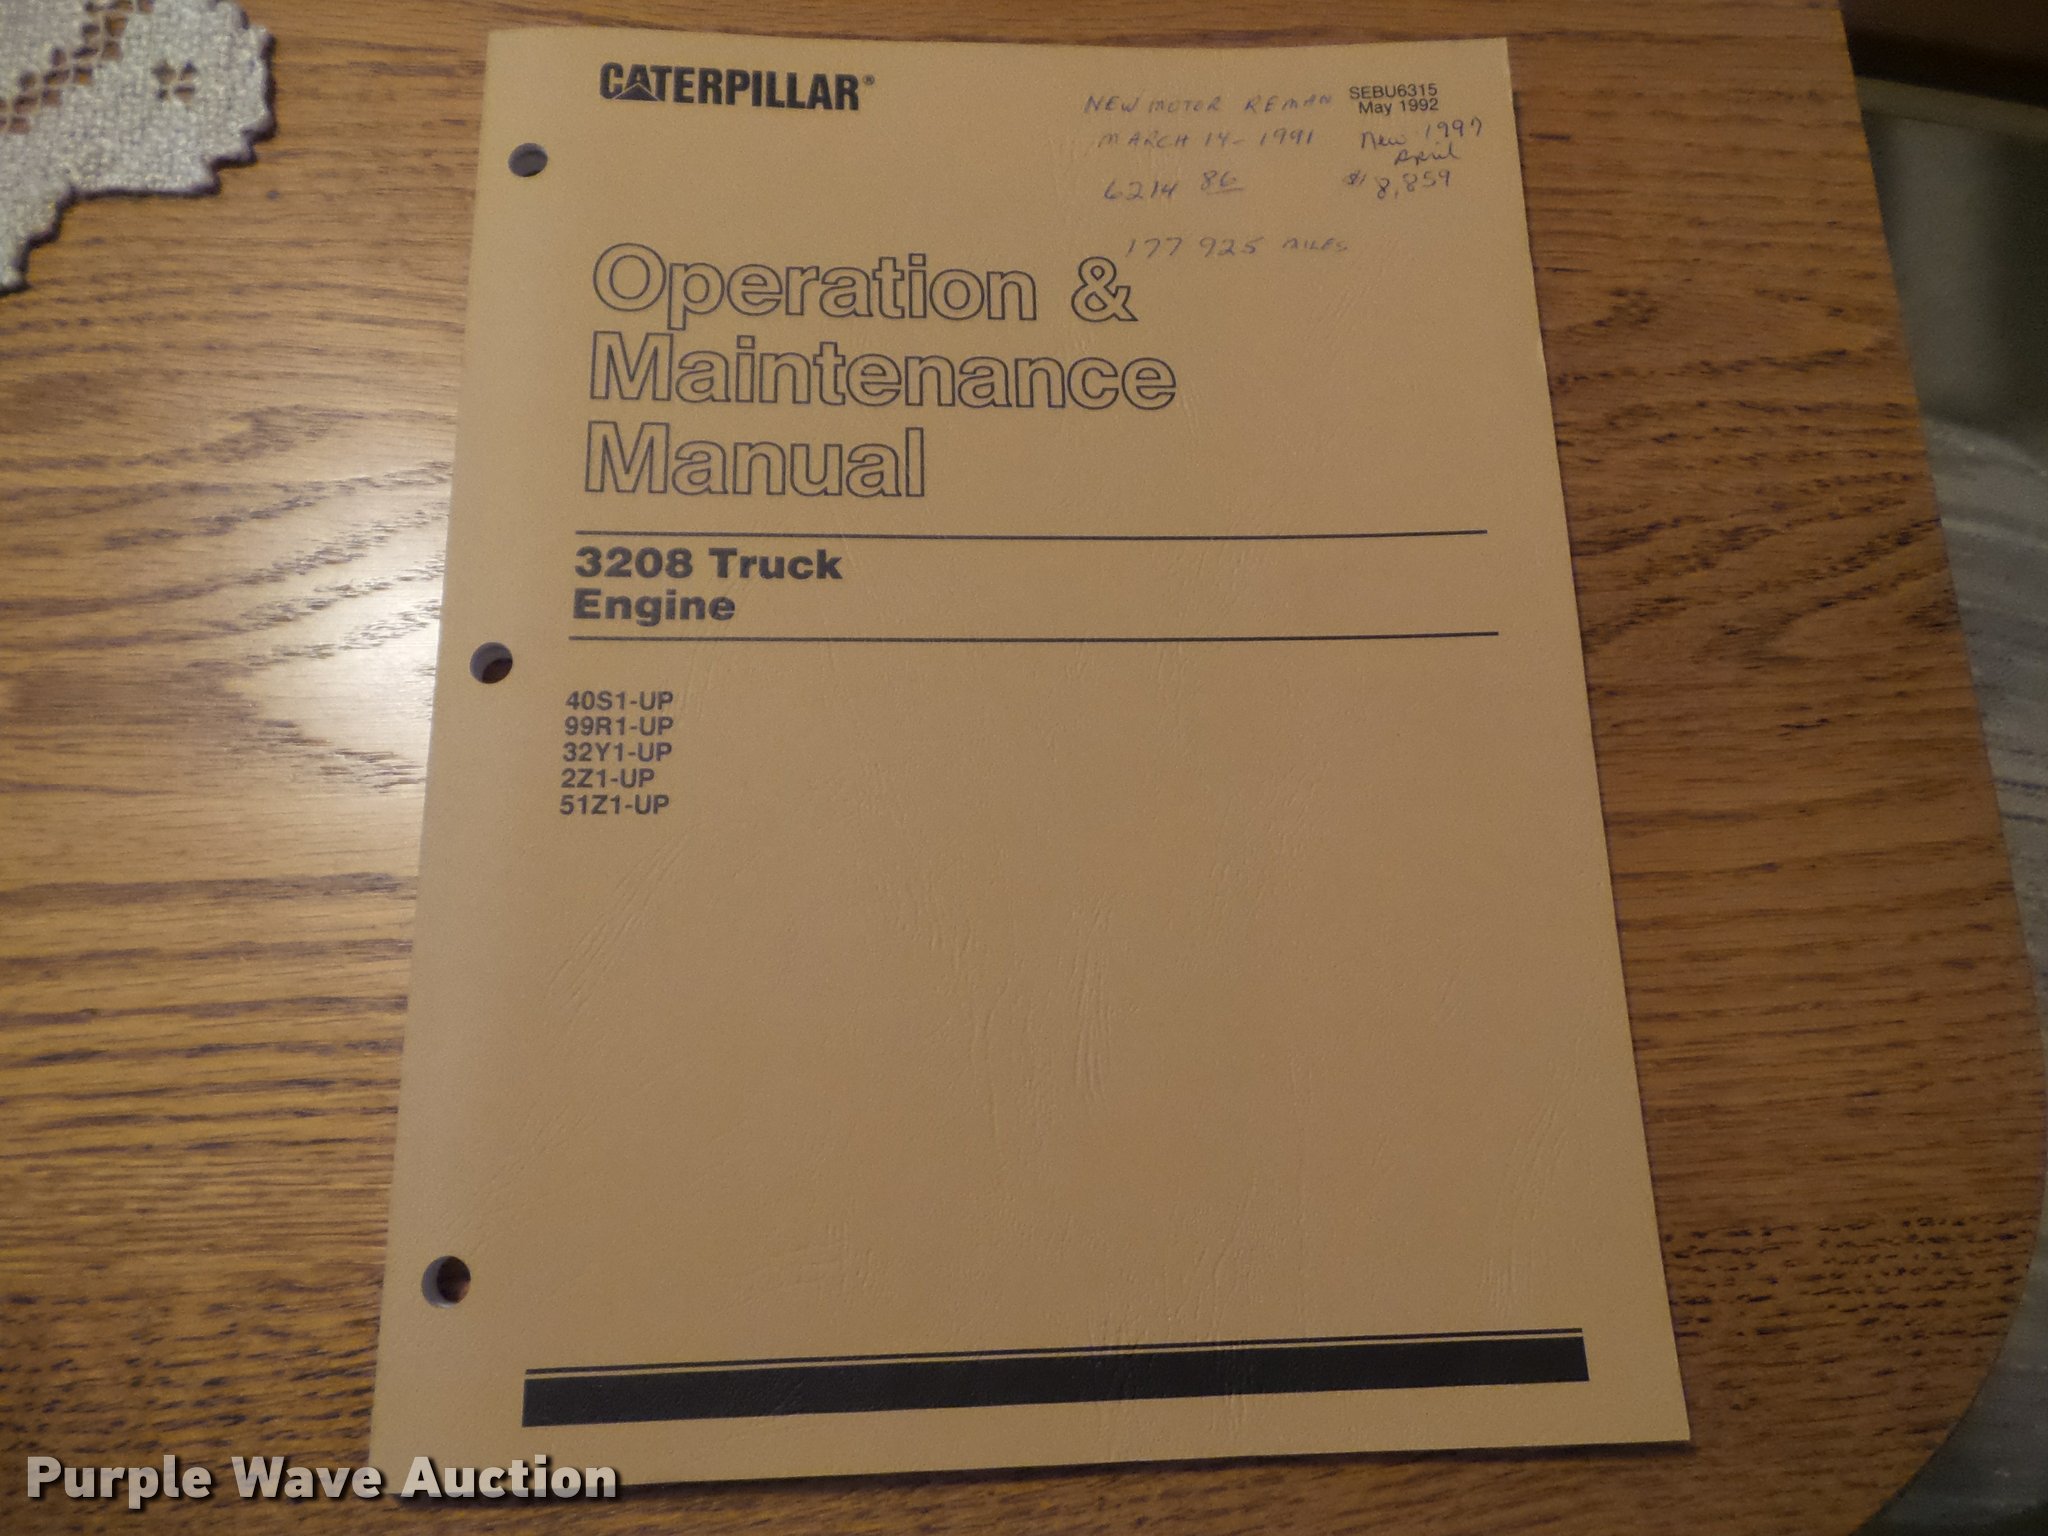 CATERPILLAR®
SEBU6315
May 1992
NEW MOTOR REMAN
MARCH 14-1991
6214 86
177 925 MILES
New 1997
April
$8,859
Operation &
Maintenance
Manual
3208 Truck
Engine
40S1-UP
99R1-UP
32Y1-UP
2Z1-UP
51Z1-UP
Purple Wave Auction